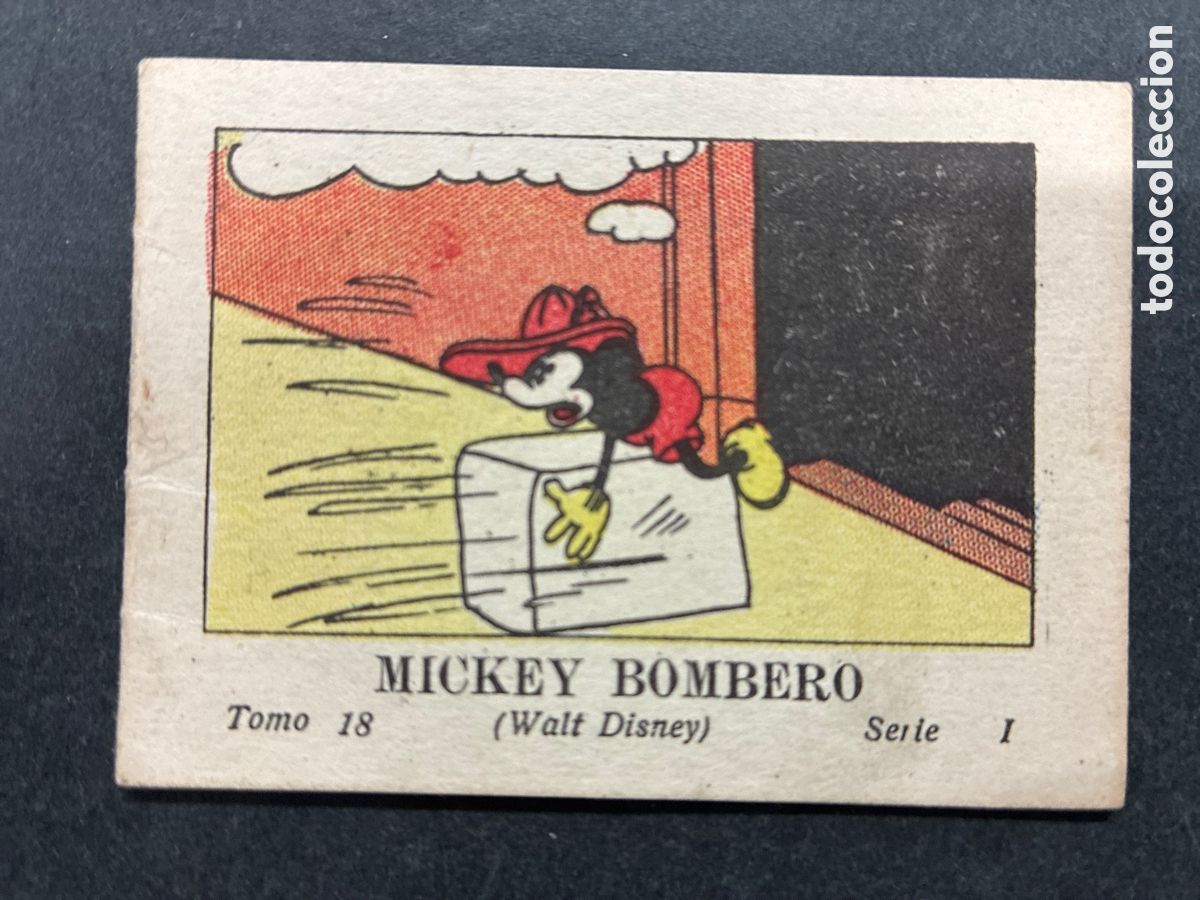 MICKEY BOMBERO
Tomo 18 (Walt Disney) Serie I
todocoleccion